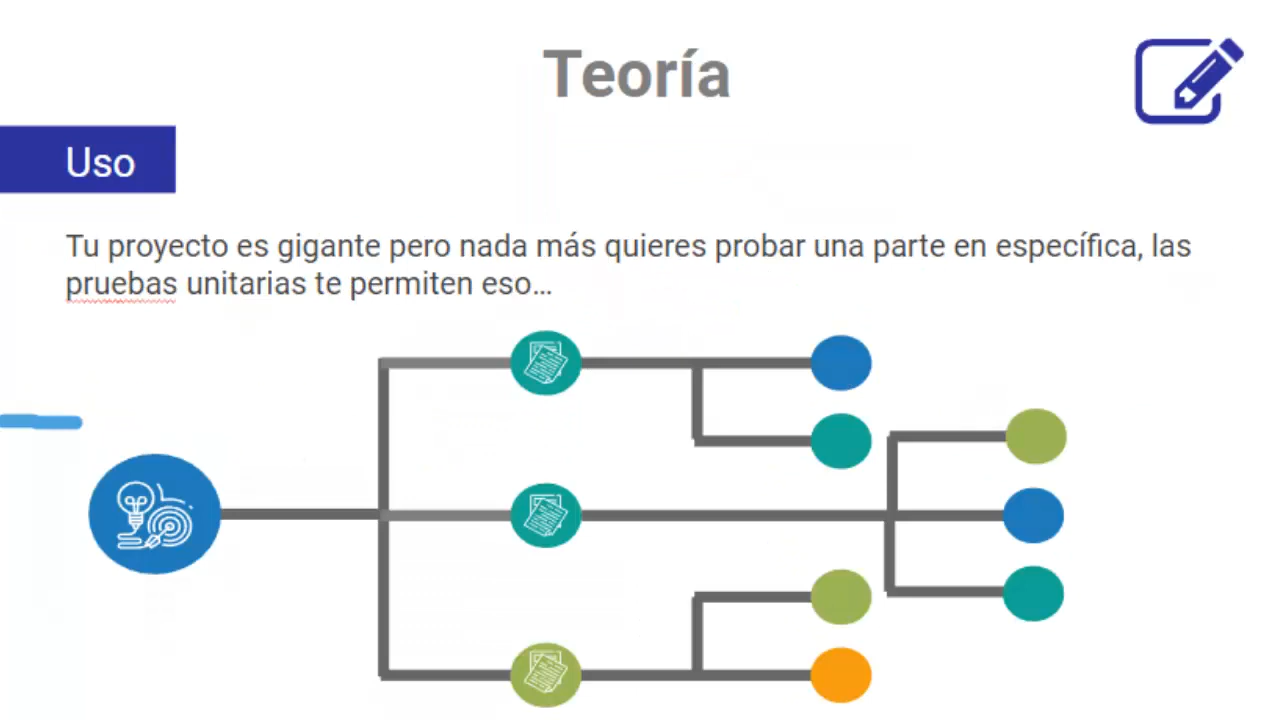 Teoría
Uso
Tu proyecto es gigante pero nada más quieres probar una parte en específica, las
pruebas unitarias te permiten eso...